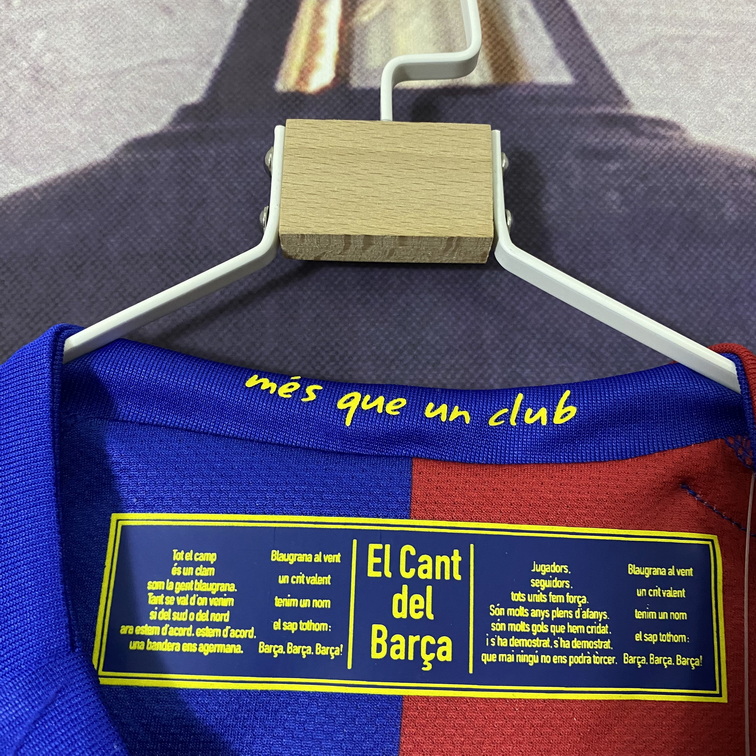 més que un club
Tot el camp
és un clam
som la gent blaugrana.
Tant se val d'on venim
si del sud o del nord
ara estem d'acord. estem d'acord.
una bandera ens agermana.
Blaugrana al vent
un crit valent
tenim un nom
el sap tothom:
Barça, Barça, Barça!
El Cant
del
Barça
Jugadors,
seguidors,
tots units fem força.
Són molts anys plens d'afanys.
són molts gols que hem cridat.
i s'ha demostrat, s'ha demostrat,
que mai ningú no ens podrà tòrcer.
Blaugrana al vent
un crit valent
tenim un nom
el sap tothom:
Barça, Barça, Barça!